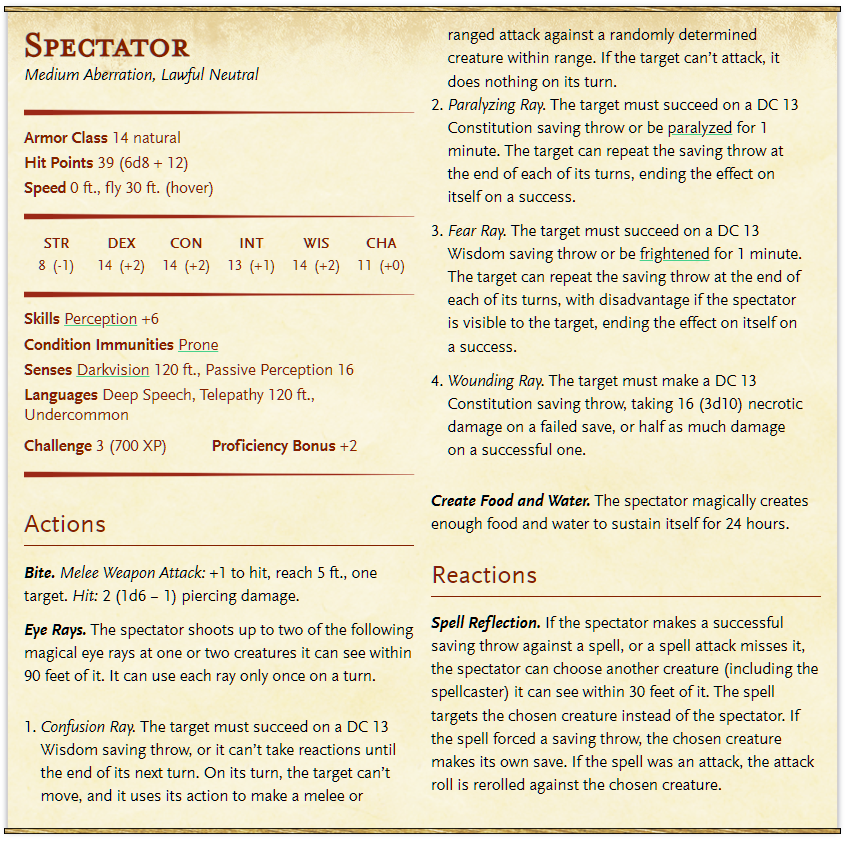 Spectator
Medium Aberration, Lawful Neutral
Armor Class 14 natural
Hit Points 39 (6d8 + 12)
Speed 0 ft., fly 30 ft. (hover)
STR DEX CON INT WIS CHA
8 (-1) 14 (+2) 14 (+2) 13 (+1) 14 (+2) 11 (+0)
Skills Perception +6
Condition Immunities Prone
Senses Darkvision 120 ft., Passive Perception 16
Languages Deep Speech, Telepathy 120 ft.,
Undercommon
Challenge 3 (700 XP) Proficiency Bonus +2
Actions
Bite. Melee Weapon Attack: +1 to hit, reach 5 ft., one
target. Hit: 2 (1d6 – 1) piercing damage.
Eye Rays. The spectator shoots up to two of the following
magical eye rays at one or two creatures it can see within
90 feet of it. It can use each ray only once on a turn.
1. Confusion Ray. The target must succeed on a DC 13
Wisdom saving throw, or it can't take reactions until
the end of its next turn. On its turn, the target can't
move, and it uses its action to make a melee or
ranged attack against a randomly determined
creature within range. If the target can't attack, it
does nothing on its turn.
2. Paralyzing Ray. The target must succeed on a DC 13
Constitution saving throw or be paralyzed for 1
minute. The target can repeat the saving throw at
the end of each of its turns, ending the effect on
itself on a success.
3. Fear Ray. The target must succeed on a DC 13
Wisdom saving throw or be frightened for 1 minute.
The target can repeat the saving throw at the end of
each of its turns, with disadvantage if the spectator
is visible to the target, ending the effect on itself on
a success.
4. Wounding Ray. The target must make a DC 13
Constitution saving throw, taking 16 (3d10) necrotic
damage on a failed save, or half as much damage
on a successful one.
Create Food and Water. The spectator magically creates
enough food and water to sustain itself for 24 hours.
Reactions
Spell Reflection. If the spectator makes a successful
saving throw against a spell, or a spell attack misses it,
the spectator can choose another creature (including the
spellcaster) it can see within 30 feet of it. The spell
targets the chosen creature instead of the spectator. If
the spell forced a saving throw, the chosen creature
makes its own save. If the spell was an attack, the attack
roll is rerolled against the chosen creature.